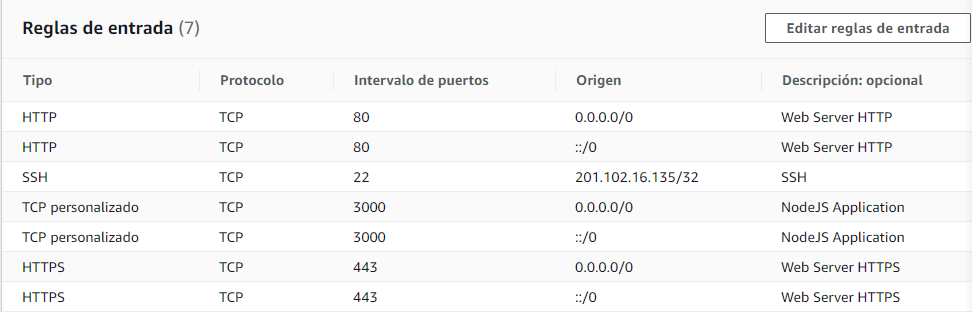 Reglas de entrada (7) Editar reglas de entrada
Tipo Protocolo Intervalo de puertos Origen Descripción: opcional
HTTP TCP 80 0.0.0.0/0 Web Server HTTP
HTTP TCP 80 ::/0 Web Server HTTP
SSH TCP 22 201.102.16.135/32 SSH
TCP personalizado TCP 3000 0.0.0.0/0 NodeJS Application
TCP personalizado TCP 3000 ::/0 NodeJS Application
HTTPS TCP 443 0.0.0.0/0 Web Server HTTPS
HTTPS TCP 443 ::/0 Web Server HTTPS